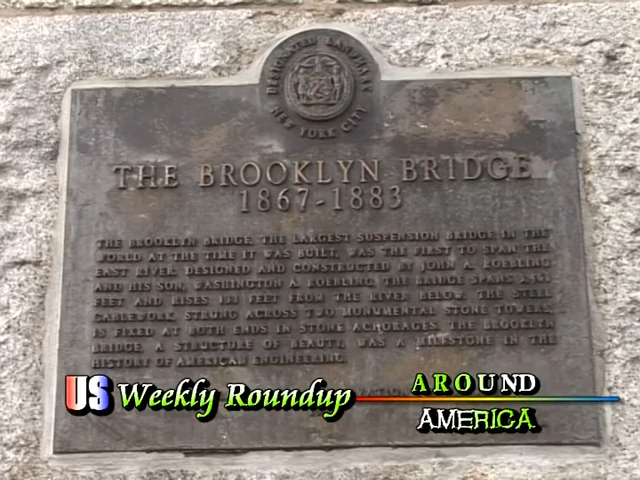 DESIGNATED LANDMARK
NEW YORK CITY
THE BROOKLYN BRIDGE
1867-1883
THE BROOKLYN BRIDGE, THE LARGEST SUSPENSION BRIDGE IN THE
WORLD AT THE TIME IT WAS BUILT, WAS THE FIRST TO SPAN THE
EAST RIVER. DESIGNED AND CONSTRUCTED BY JOHN A. ROEBLING
AND HIS SON, WASHINGTON A. ROEBLING, THE BRIDGE SPANS
FEET AND RISES FEET FROM THE RIVER BELOW. THE STEEL
CABLEWORK, STRUNG ACROSS TWO MONUMENTAL STONE TOWERS,
IS FIXED AT BOTH ENDS IN STONE ACHORAGES. THE BROOKLYN
BRIDGE, A STRUCTURE OF BEAUTY, WAS A MILESTONE IN THE
HISTORY OF AMERICAN ENGINEERING.
US Weekly Roundup
AROUND
AMERICA